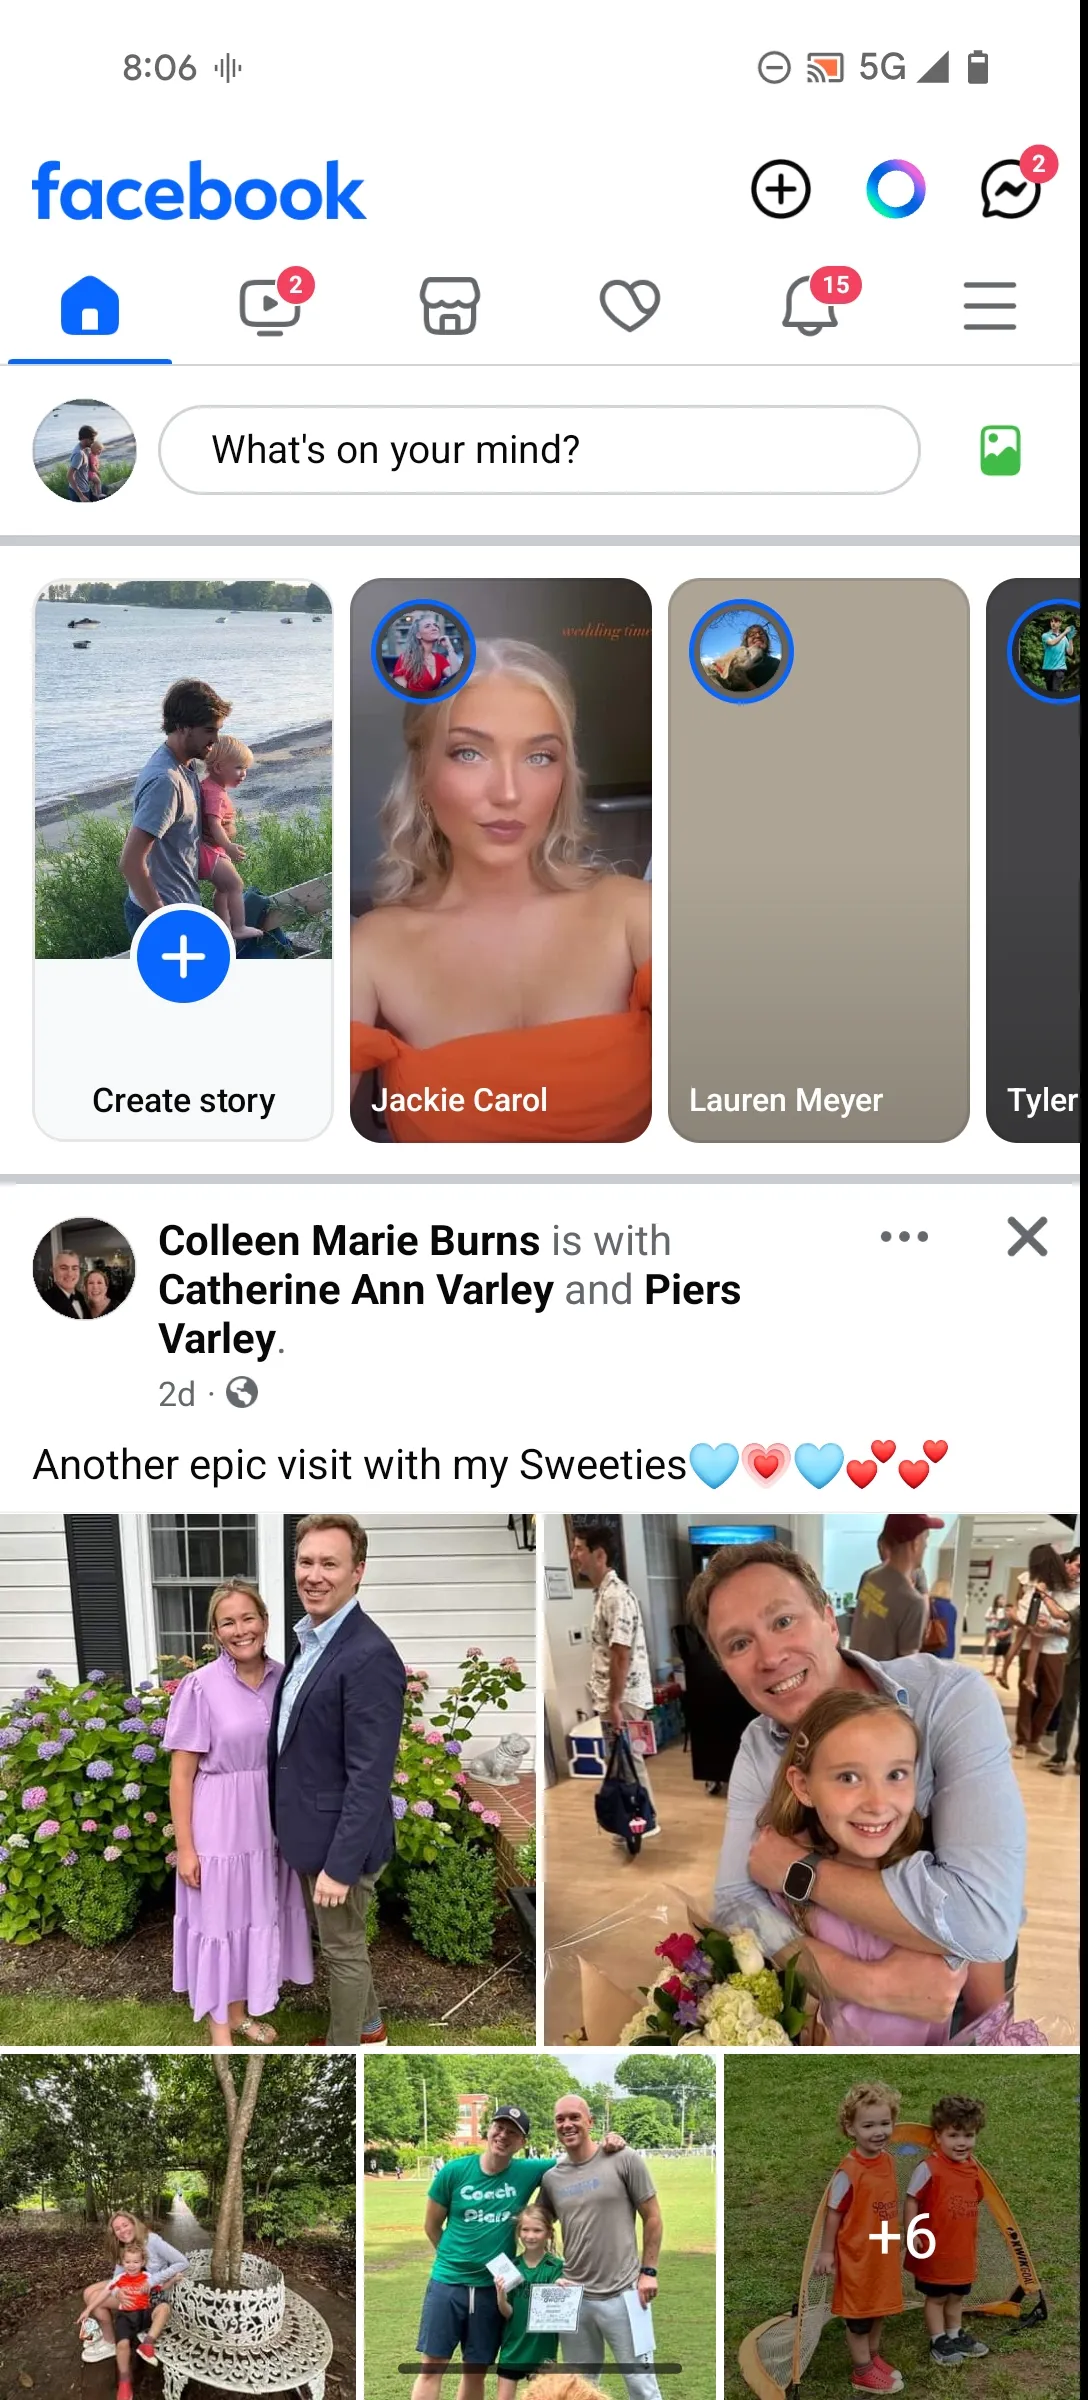 8:06
5G
facebook
2
2
15
What's on your mind?
wedding time
Create story
Jackie Carol
Lauren Meyer
Tyler
Colleen Marie Burns is with
Catherine Ann Varley and Piers
Varley.
2d ·
Another epic visit with my Sweeties🩵💗🩵💕💕
Coach
Piers
award
+6
KWIKGOAL